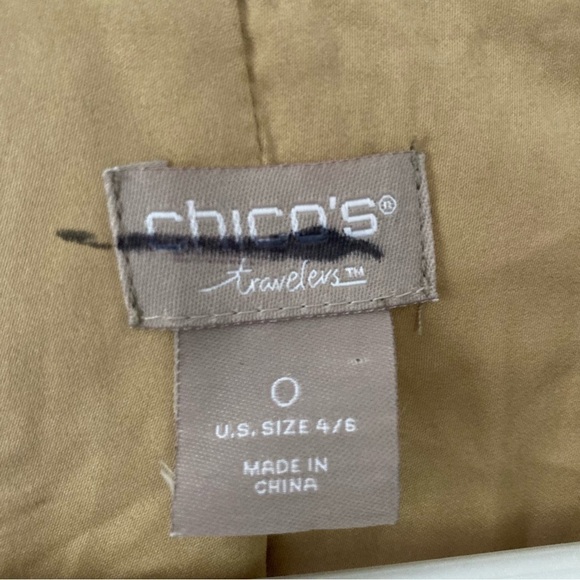 chico's®
travelers™
0
U.S. SIZE 4/6
MADE IN
CHINA